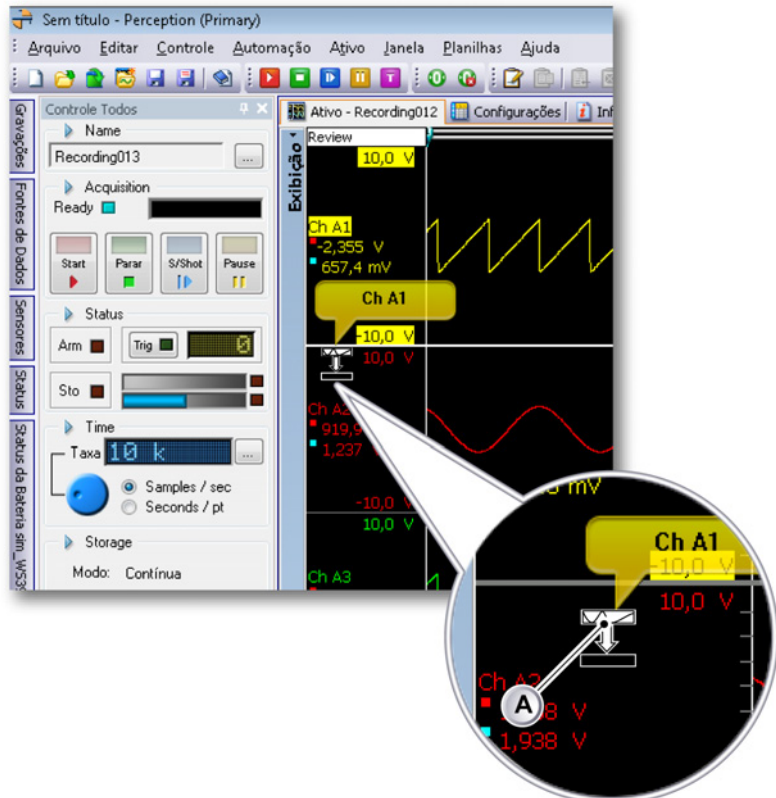 Sem título - Perception (Primary)
Arquivo Editar Controle Automação Ativo Janela Planilhas Ajuda
Gravações
Fontes de Dados
Sensores
Status
Status da Bateria sim_WS39
Controle Todos
Name
Recording013
...
Acquisition
Ready
Start
Parar
S/Shot
Pause
Status
Arm
Trig
0
Sto
Time
Taxa
10 k
...
Samples / sec
Seconds / pt
Storage
Modo: Contínua
Ativo - Recording012
Configurações
Exibição
Review
10,0 V
Ch A1
-2,355 V
657,4 mV
Ch A1
-10,0 V
10,0 V
Ch A2
919,9
1,237 V
-10,0 V
10,0 V
Ch A3
mV
Ch A1
-10,0 V
10,0 V
Ch A2
A
V
1,938 V